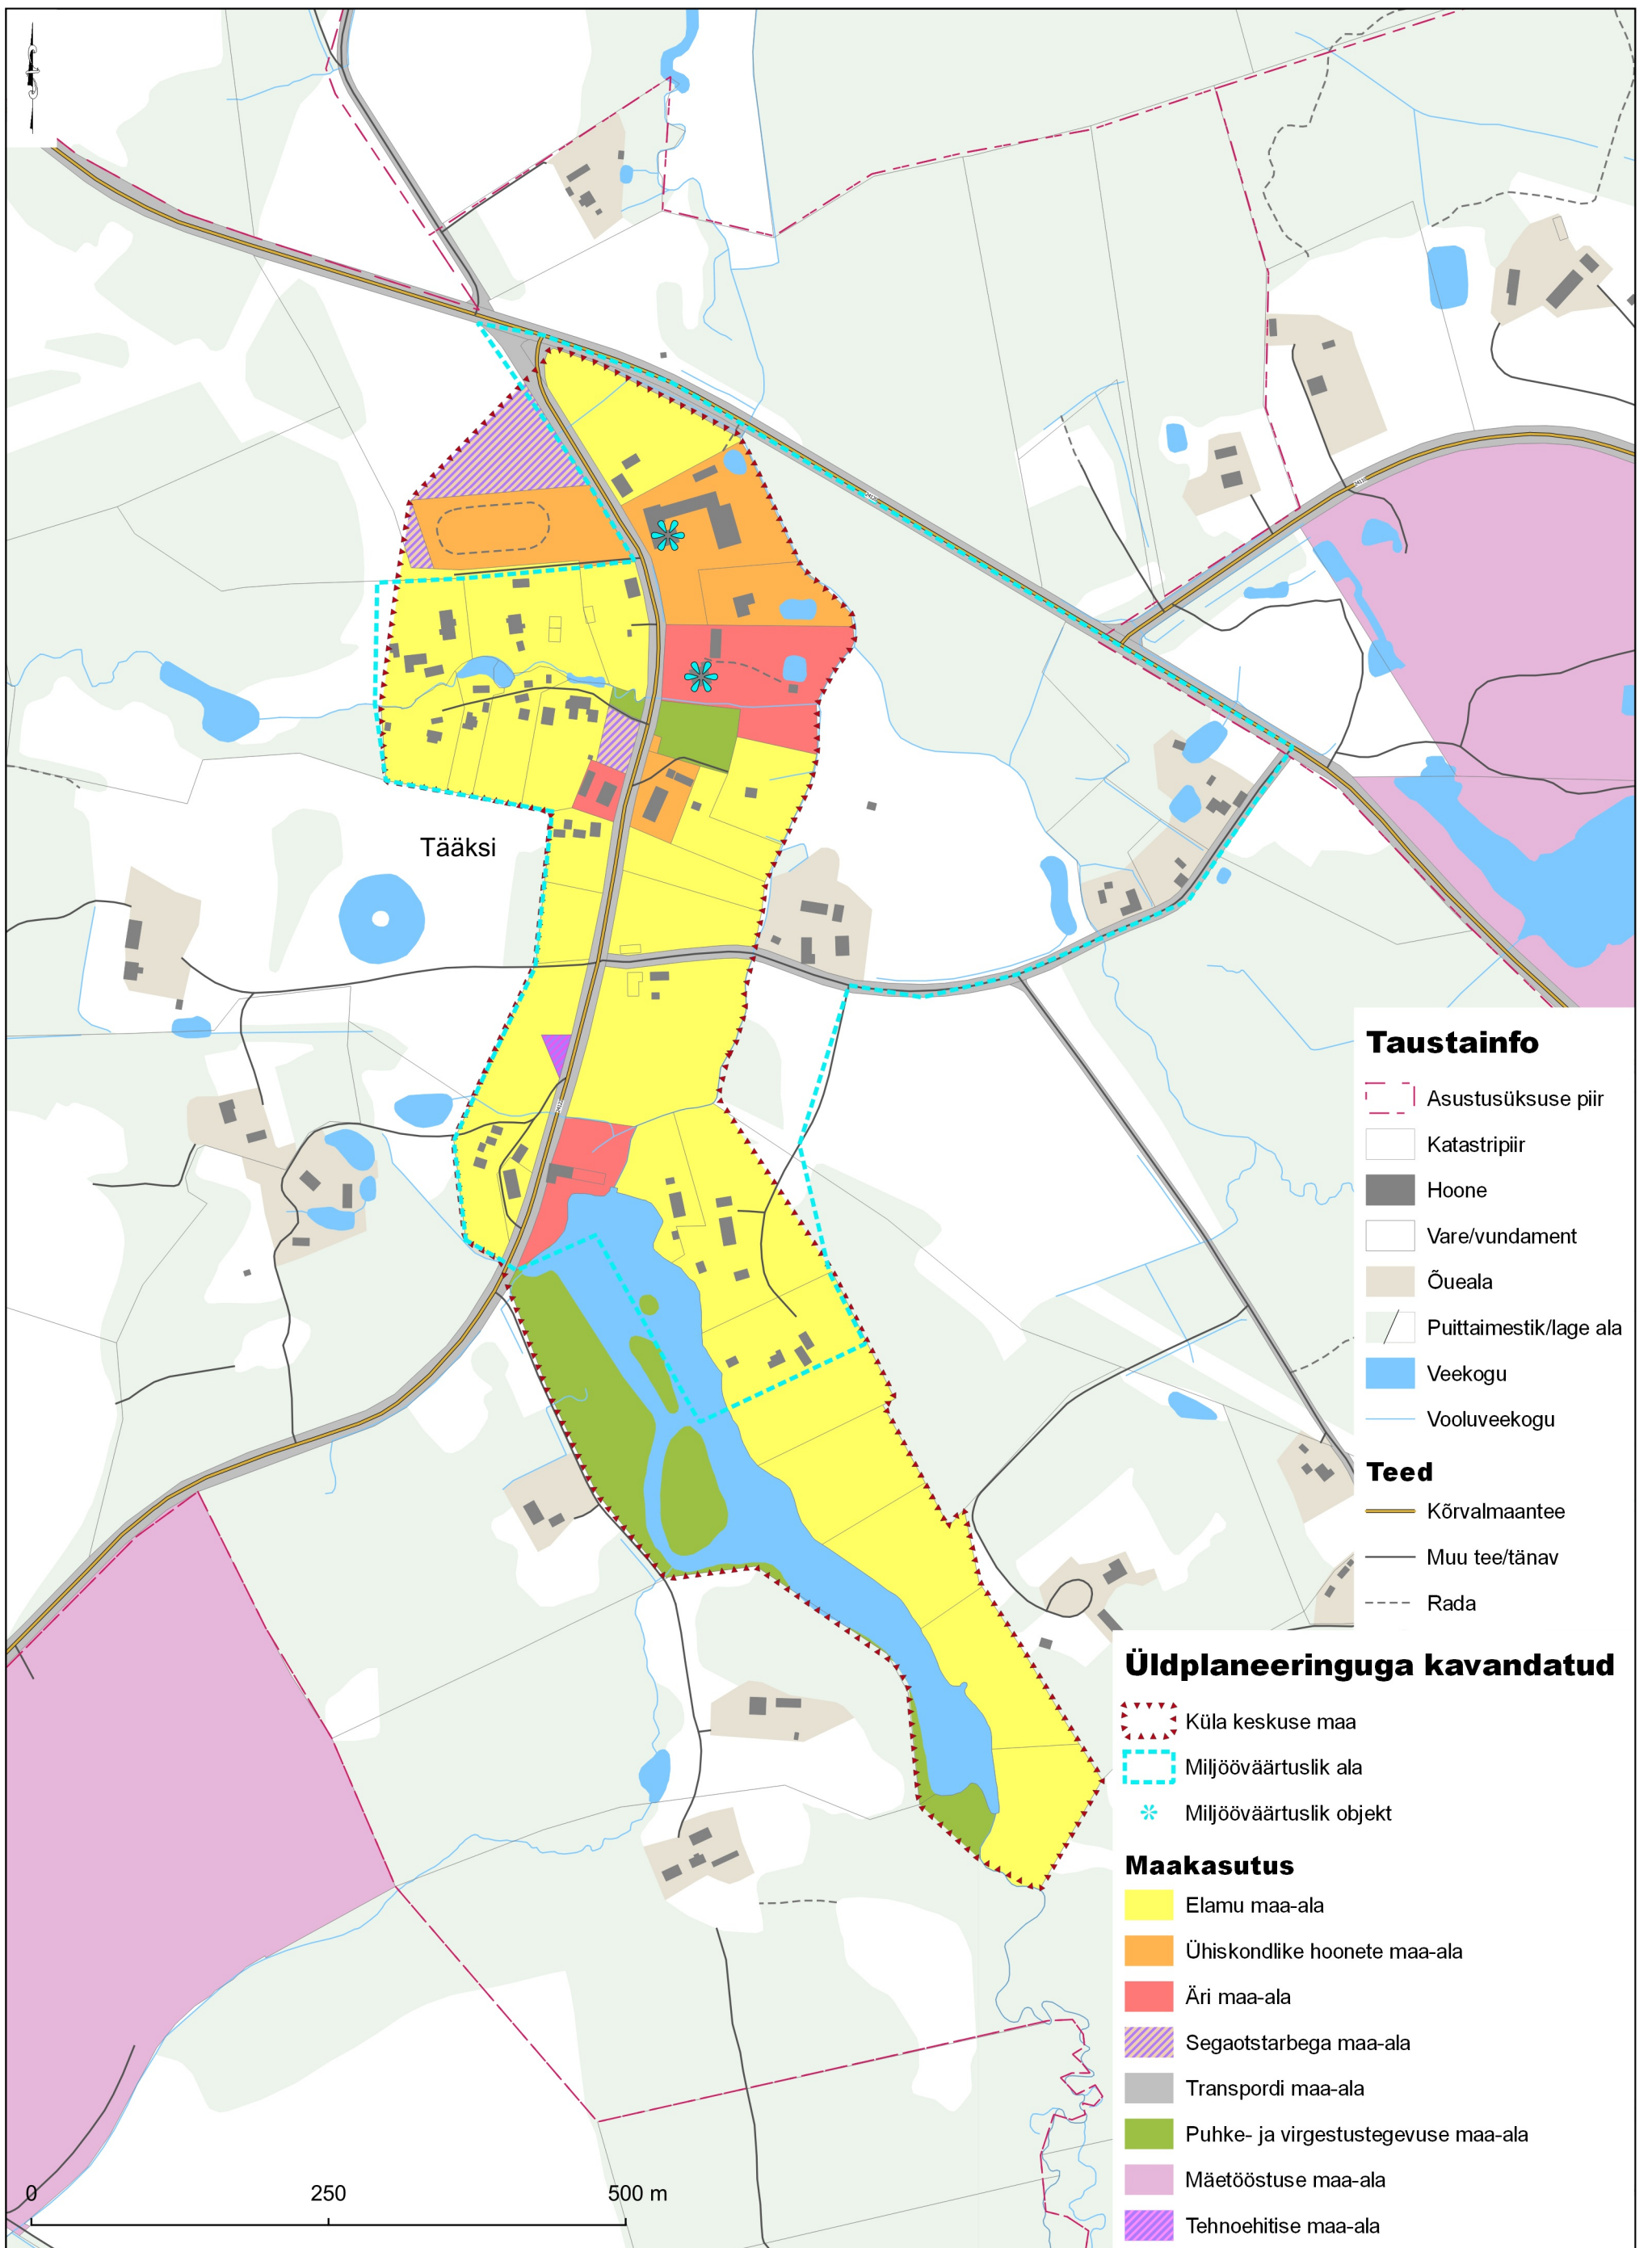 Tääksi
Taustainfo
Asustusüksuse piir
Katastripiir
Hoone
Vare/vundament
Õueala
Puittaimestik/lage ala
Veekogu
Vooluveekogu
Teed
Kõrvalmaantee
Muu tee/tänav
Rada
Üldplaneeringuga kavandatud
Küla keskuse maa
Miljööväärtuslik ala
Miljööväärtuslik objekt
Maakasutus
Elamu maa-ala
Ühiskondlike hoonete maa-ala
Äri maa-ala
Segaotstarbega maa-ala
Transpordi maa-ala
Puhke- ja virgestustegevuse maa-ala
Mäetööstuse maa-ala
Tehnoehitise maa-ala
0 250 500 m